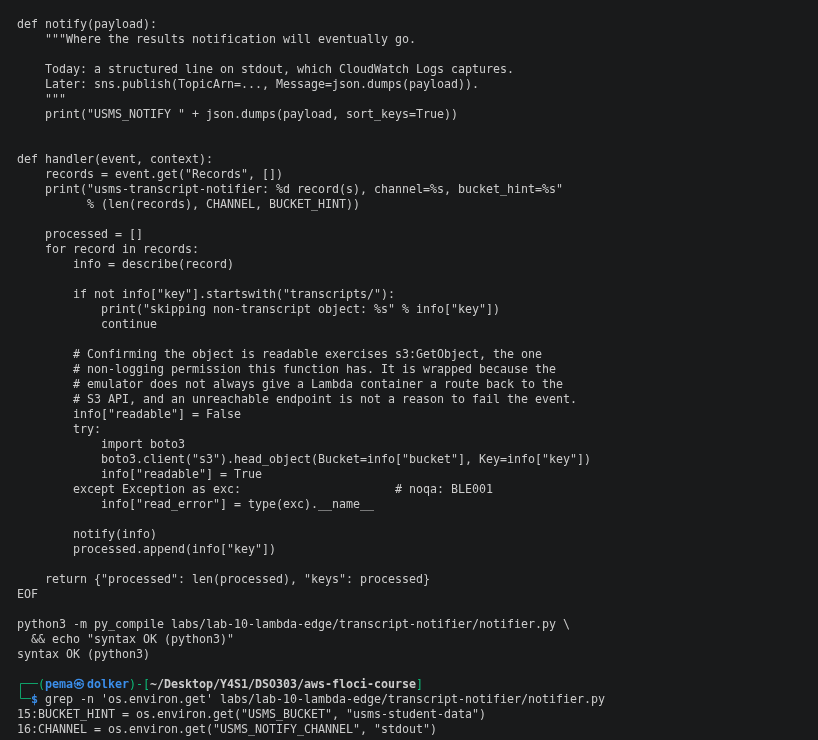 def notify(payload):
    """Where the results notification will eventually go.

    Today: a structured line on stdout, which CloudWatch Logs captures.
    Later: sns.publish(TopicArn=..., Message=json.dumps(payload)).
    """
    print("USMS_NOTIFY " + json.dumps(payload, sort_keys=True))


def handler(event, context):
    records = event.get("Records", [])
    print("usms-transcript-notifier: %d record(s), channel=%s, bucket_hint=%s"
          % (len(records), CHANNEL, BUCKET_HINT))

    processed = []
    for record in records:
        info = describe(record)

        if not info["key"].startswith("transcripts/"):
            print("skipping non-transcript object: %s" % info["key"])
            continue

        # Confirming the object is readable exercises s3:GetObject, the one
        # non-logging permission this function has. It is wrapped because the
        # emulator does not always give a Lambda container a route back to the
        # S3 API, and an unreachable endpoint is not a reason to fail the event.
        info["readable"] = False
        try:
            import boto3
            boto3.client("s3").head_object(Bucket=info["bucket"], Key=info["key"])
            info["readable"] = True
        except Exception as exc:                      # noqa: BLE001
            info["read_error"] = type(exc).__name__

        notify(info)
        processed.append(info["key"])

    return {"processed": len(processed), "keys": processed}
EOF

python3 -m py_compile labs/lab-10-lambda-edge/transcript-notifier/notifier.py \
  && echo "syntax OK (python3)"
syntax OK (python3)

┌──(pema㉿dolker)-[~/Desktop/Y4S1/DSO303/aws-floci-course]
└─$ grep -n 'os.environ.get' labs/lab-10-lambda-edge/transcript-notifier/notifier.py
15:BUCKET_HINT = os.environ.get("USMS_BUCKET", "usms-student-data")
16:CHANNEL = os.environ.get("USMS_NOTIFY_CHANNEL", "stdout")